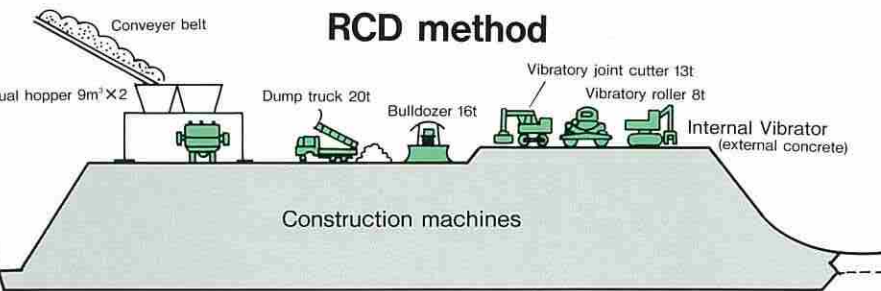 RCD method
Conveyer belt
ual hopper 9m³×2
Dump truck 20t
Bulldozer 16t
Vibratory joint cutter 13t
Vibratory roller 8t
Internal Vibrator
(external concrete)
Construction machines